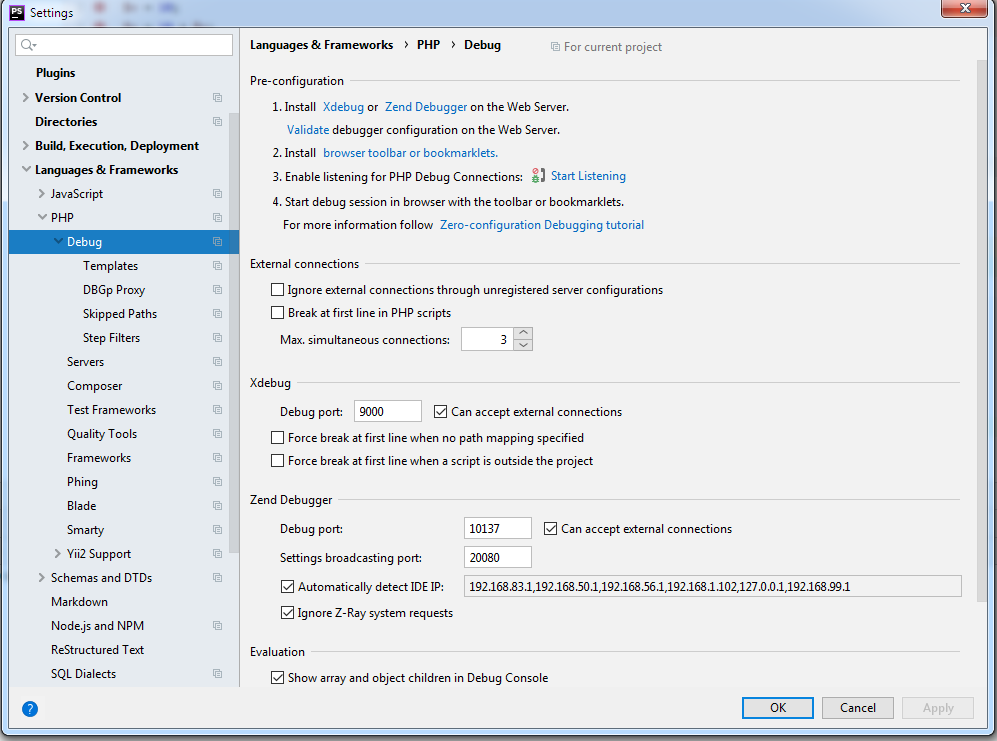 PS Settings
Plugins
Version Control
Directories
Build, Execution, Deployment
Languages & Frameworks
JavaScript
PHP
Debug
Templates
DBGp Proxy
Skipped Paths
Step Filters
Servers
Composer
Test Frameworks
Quality Tools
Frameworks
Phing
Blade
Smarty
Yii2 Support
Schemas and DTDs
Markdown
Node.js and NPM
ReStructured Text
SQL Dialects
?
Languages & Frameworks › PHP › Debug For current project
Pre-configuration
1. Install Xdebug or Zend Debugger on the Web Server.
Validate debugger configuration on the Web Server.
2. Install browser toolbar or bookmarklets.
3. Enable listening for PHP Debug Connections: Start Listening
4. Start debug session in browser with the toolbar or bookmarklets.
For more information follow Zero-configuration Debugging tutorial
External connections
Ignore external connections through unregistered server configurations
Break at first line in PHP scripts
Max. simultaneous connections: 3
Xdebug
Debug port: 9000 Can accept external connections
Force break at first line when no path mapping specified
Force break at first line when a script is outside the project
Zend Debugger
Debug port: 10137 Can accept external connections
Settings broadcasting port: 20080
Automatically detect IDE IP: 192.168.83.1,192.168.50.1,192.168.56.1,192.168.1.102,127.0.0.1,192.168.99.1
Ignore Z-Ray system requests
Evaluation
Show array and object children in Debug Console
OK Cancel Apply